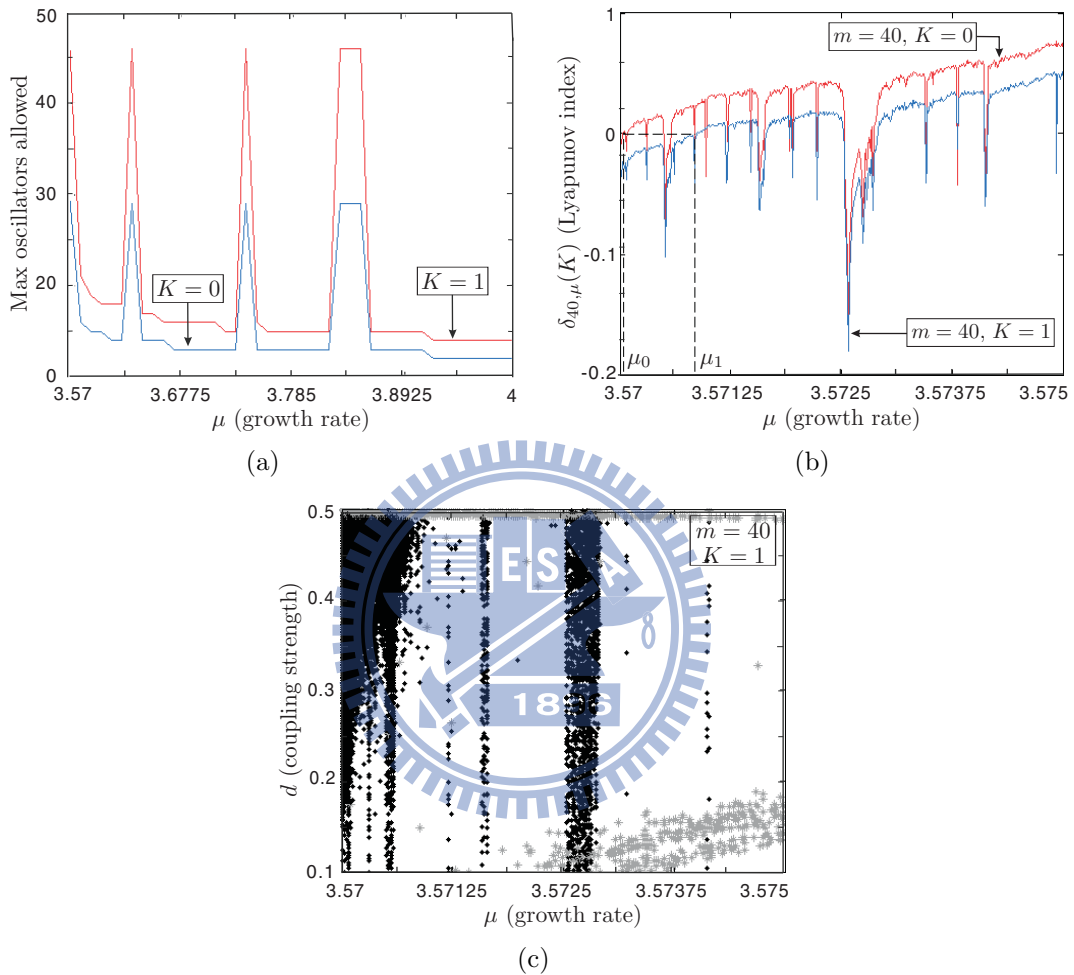 50
40
30
20
10
0
Max oscillators allowed
K = 0
K = 1
3.57
3.6775
3.785
3.8925
4
μ (growth rate)
(a)
1
0
-0.1
-0.2
δ40,μ(K) (Lyapunov index)
m = 40, K = 0
m = 40, K = 1
μ0
μ1
3.57
3.57125
3.5725
3.57375
3.575
μ (growth rate)
(b)
0.5
0.4
0.3
0.2
0.1
d (coupling strength)
m = 40
K = 1
ESA
1896
3.57
3.57125
3.5725
3.57375
3.575
μ (growth rate)
(c)